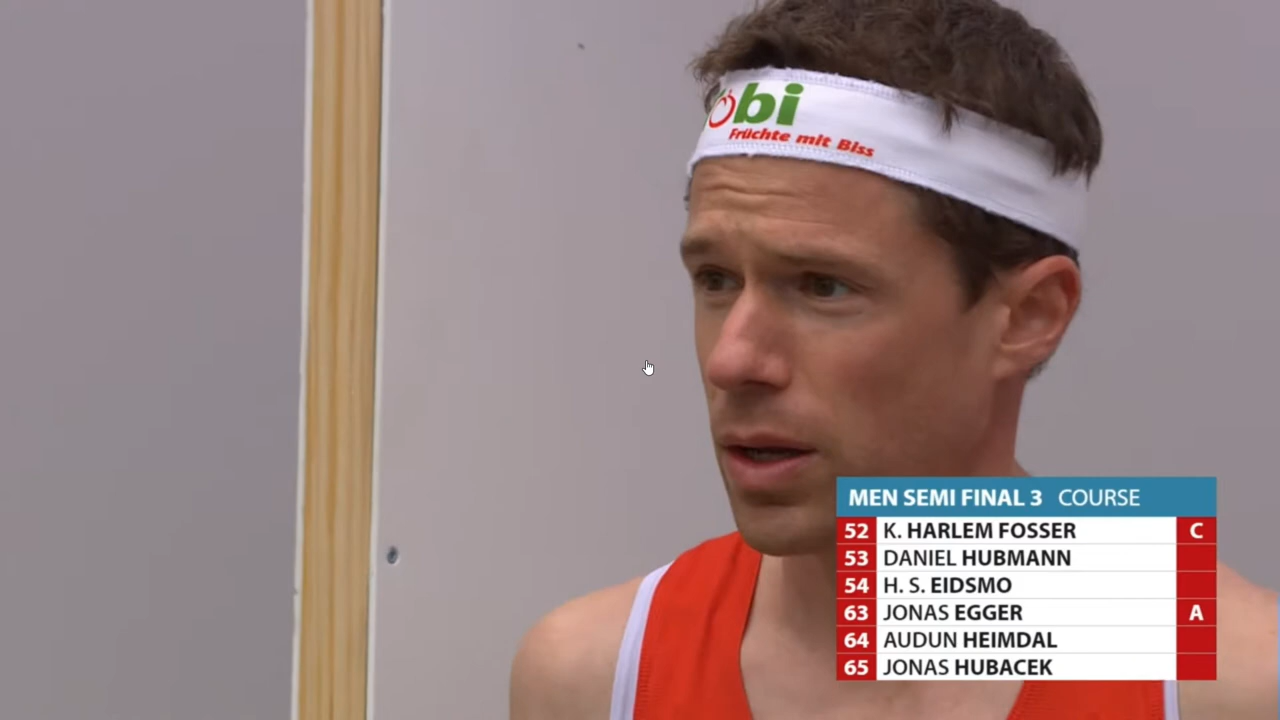 obi
Früchte mit Biss
MEN SEMI FINAL 3 COURSE
52 K. HARLEM FOSSER C
53 DANIEL HUBMANN
54 H. S. EIDSMO
63 JONAS EGGER A
64 AUDUN HEIMDAL
65 JONAS HUBACEK